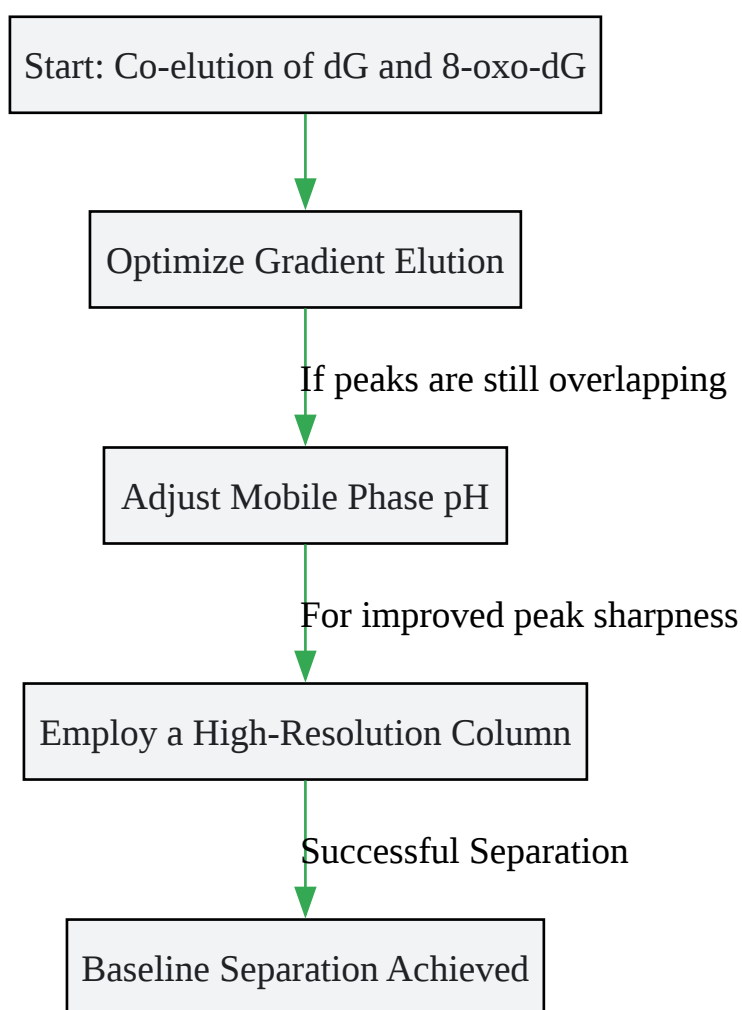 Start: Co-elution of dG and 8-oxo-dG
Optimize Gradient Elution
If peaks are still overlapping
Adjust Mobile Phase pH
For improved peak sharpness
Employ a High-Resolution Column
Successful Separation
Baseline Separation Achieved